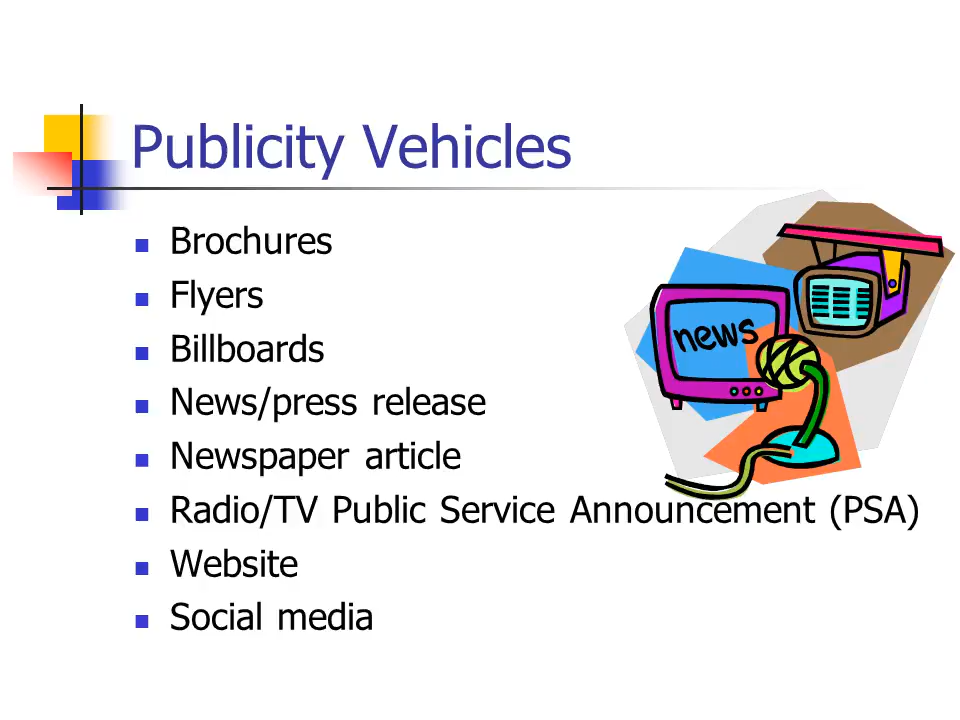 Publicity Vehicles
Brochures
Flyers
Billboards
News/press release
Newspaper article
Radio/TV Public Service Announcement (PSA)
Website
Social media
news